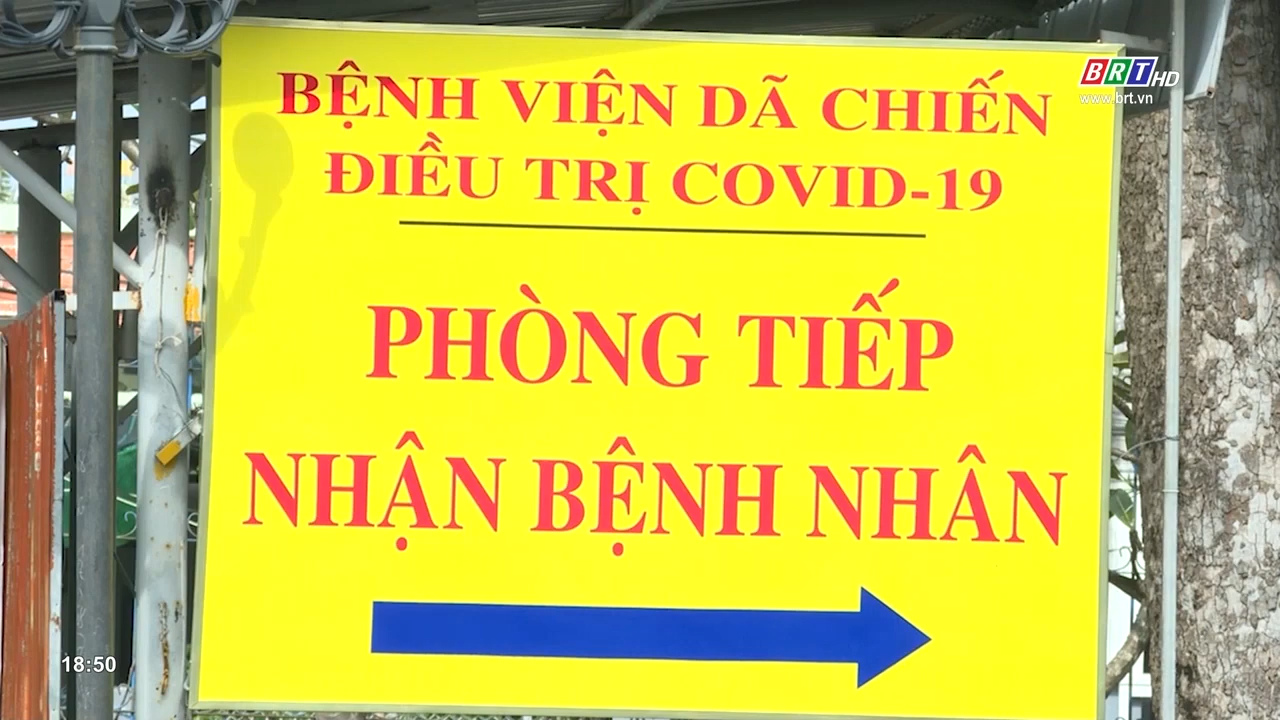 BỆNH VIỆN DÃ CHIẾN
ĐIỀU TRỊ COVID-19
PHÒNG TIẾP
NHẬN BỆNH NHÂN
BRT HD
www.brt.vn
18:50